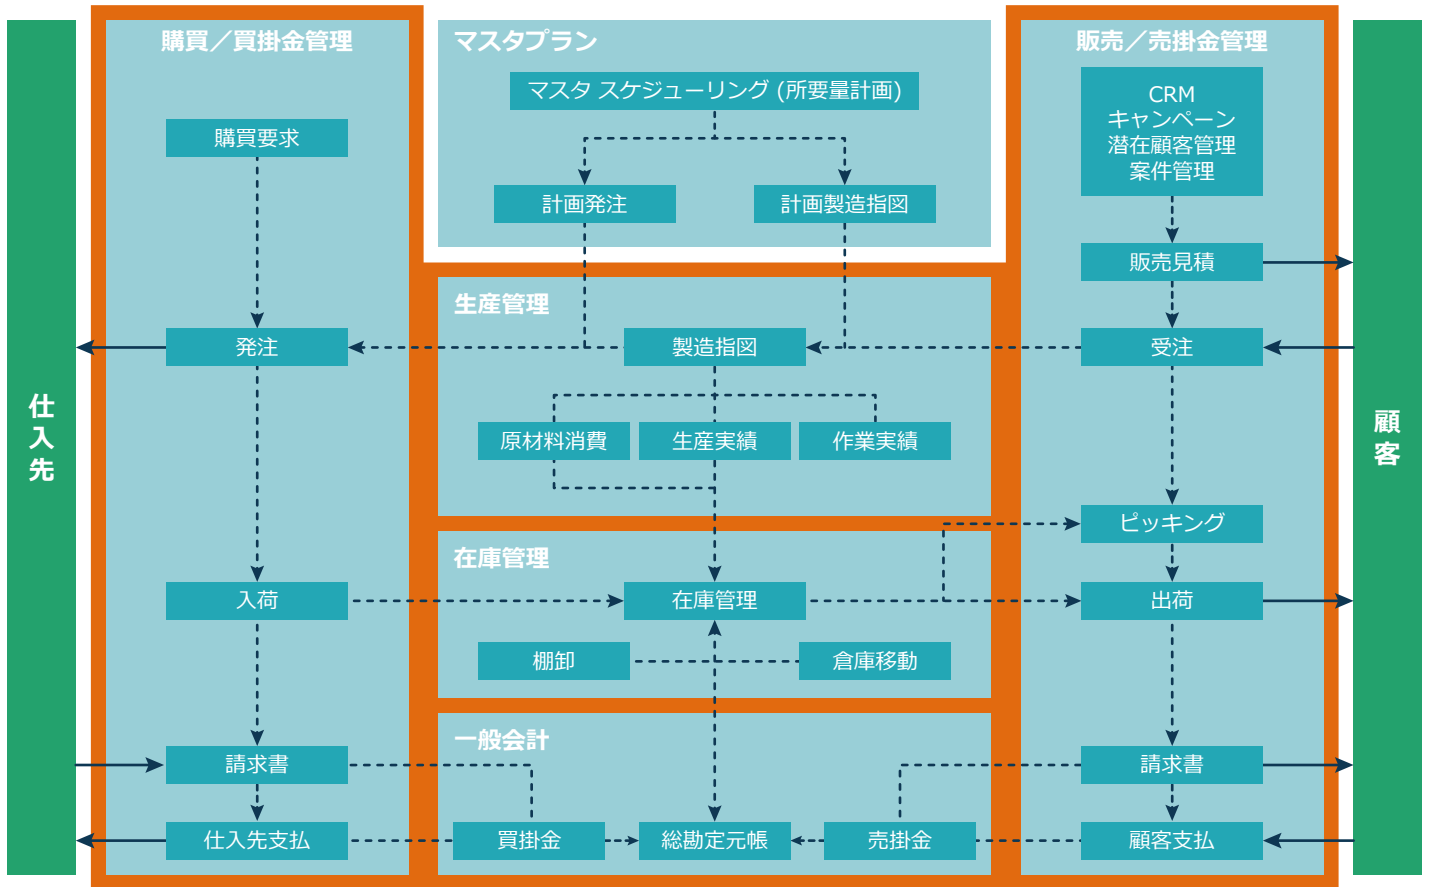 仕入先
購買／買掛金管理
購買要求
発注
入荷
請求書
仕入先支払
マスタプラン
マスタ スケジューリング (所要量計画)
計画発注
計画製造指図
生産管理
製造指図
原材料消費
生産実績
作業実績
在庫管理
在庫管理
棚卸
倉庫移動
一般会計
買掛金
総勘定元帳
売掛金
販売／売掛金管理
CRM
キャンペーン
潜在顧客管理
案件管理
販売見積
受注
ピッキング
出荷
請求書
顧客支払
顧客